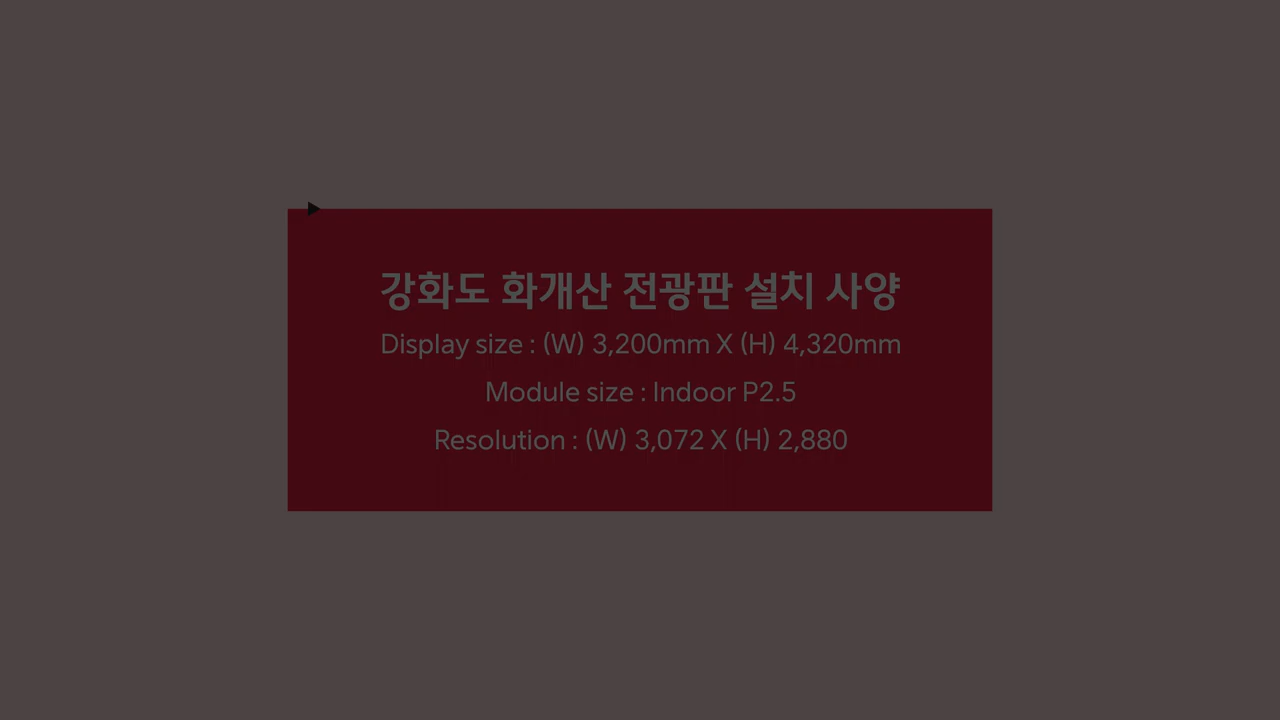 강화도 화개산 전광판 설치 사양
Display size : (W) 3,200mm X (H) 4,320mm
Module size : Indoor P2.5
Resolution : (W) 3,072 X (H) 2,880